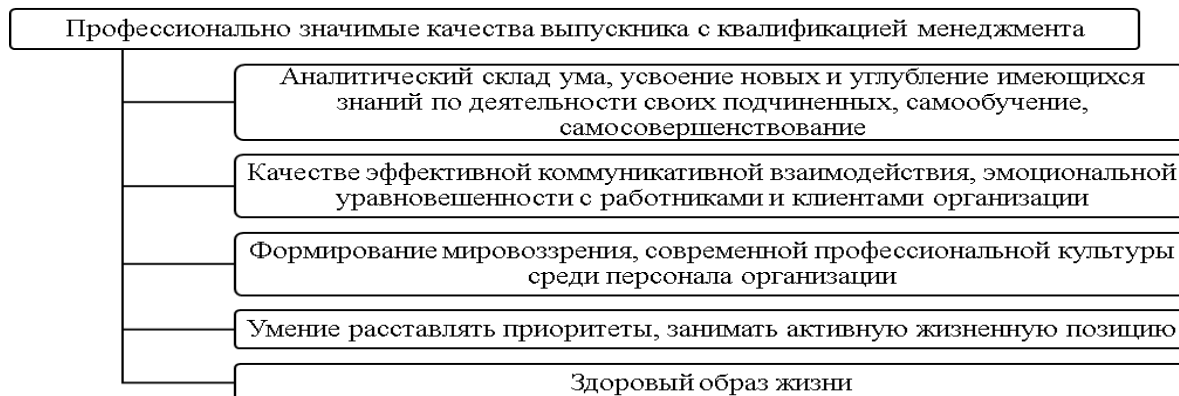 Профессионально значимые качества выпускника с квалификацией менеджмента
Аналитический склад ума, усвоение новых и углубление имеющихся
знаний по деятельности своих подчиненных, самообучение,
самосовершенствование
Качестве эффективной коммуникативной взаимодействия, эмоциональной
уравновешенности с работниками и клиентами организации
Формирование мировоззрения, современной профессиональной культуры
среди персонала организации
Умение расставлять приоритеты, занимать активную жизненную позицию
Здоровый образ жизни